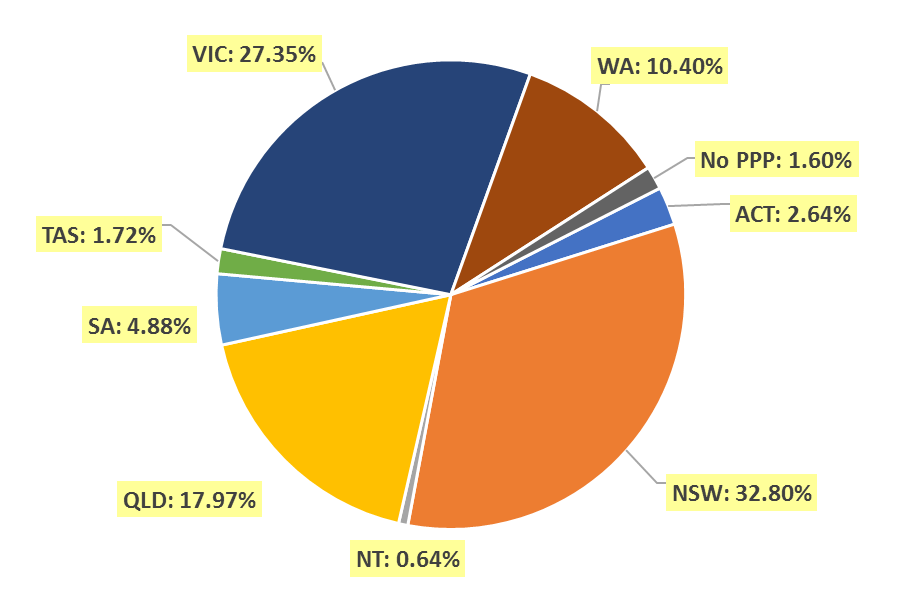 VIC: 27.35%
WA: 10.40%
No PPP: 1.60%
ACT: 2.64%
TAS: 1.72%
SA: 4.88%
NSW: 32.80%
QLD: 17.97%
NT: 0.64%